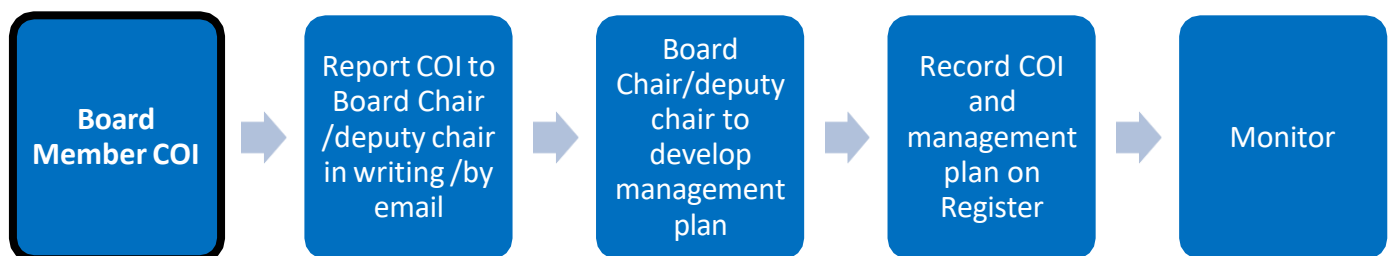 Board
Member COI
Report COI to
Board Chair
/deputy chair
in writing /by
email
Board
Chair/deputy
chair to
develop
management
plan
Record COI
and
management
plan on
Register
Monitor